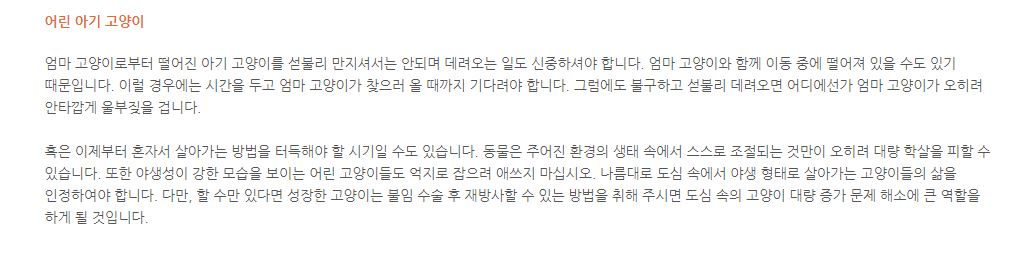 어린 아기 고양이
엄마 고양이로부터 떨어진 아기 고양이를 섣불리 만지셔서는 안되며 데려오는 일도 신중하셔야 합니다. 엄마 고양이와 함께 이동 중에 떨어져 있을 수도 있기
때문입니다. 이럴 경우에는 시간을 두고 엄마 고양이가 찾으러 올 때까지 기다려야 합니다. 그럼에도 불구하고 섣불리 데려오면 어디에선가 엄마 고양이가 오히려
안타깝게 울부짖을 겁니다.
혹은 이제부터 혼자서 살아가는 방법을 터득해야 할 시기일 수도 있습니다. 동물은 주어진 환경의 생태 속에서 스스로 조절되는 것만이 오히려 대량 학살을 피할 수
있습니다. 또한 야생성이 강한 모습을 보이는 어린 고양이들도 억지로 잡으려 애쓰지 마십시오. 나름대로 도심 속에서 야생 형태로 살아가는 고양이들의 삶을
인정하여야 합니다. 다만, 할 수만 있다면 성장한 고양이는 불임 수술 후 재방사할 수 있는 방법을 취해 주시면 도심 속의 고양이 대량 증가 문제 해소에 큰 역할을
하게 될 것입니다.